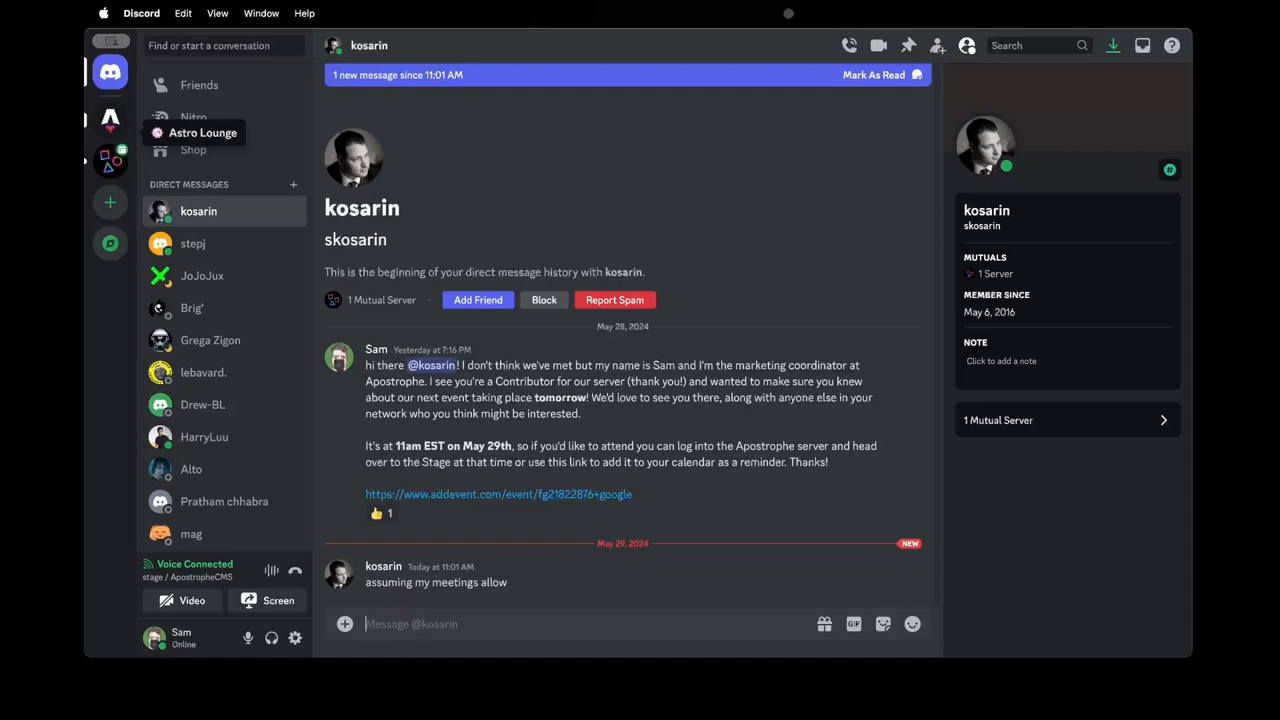 Discord Edit View Window Help
Find or start a conversation
kosarin
Search
1 new message since 11:01 AM
Mark As Read
Friends
Nitro
Astro Lounge
Shop
DIRECT MESSAGES
kosarin
stepj
JoJoJux
Brig'
Grega Zigon
lebavard.
Drew-BL
HarryLuu
Alto
Pratham chhabra
mag
Voice Connected
stage / ApostropheCMS
Video
Screen
Sam
Online
kosarin
skosarin
This is the beginning of your direct message history with kosarin.
1 Mutual Server
Add Friend
Block
Report Spam
May 28, 2024
Sam Yesterday at 7:16 PM
hi there @kosarin! I don't think we've met but my name is Sam and I'm the marketing coordinator at
Apostrophe. I see you're a Contributor for our server (thank you!) and wanted to make sure you knew
about our next event taking place tomorrow! We'd love to see you there, along with anyone else in your
network who you think might be interested.
It's at 11am EST on May 29th, so if you'd like to attend you can log into the Apostrophe server and head
over to the Stage at that time or use this link to add it to your calendar as a reminder. Thanks!
https://www.addevent.com/event/fg21822876+google
👍 1
May 29, 2024
NEW
kosarin Today at 11:01 AM
assuming my meetings allow
Message @kosarin
GIF
kosarin
skosarin
MUTUALS
1 Server
MEMBER SINCE
May 6, 2016
NOTE
Click to add a note
1 Mutual Server